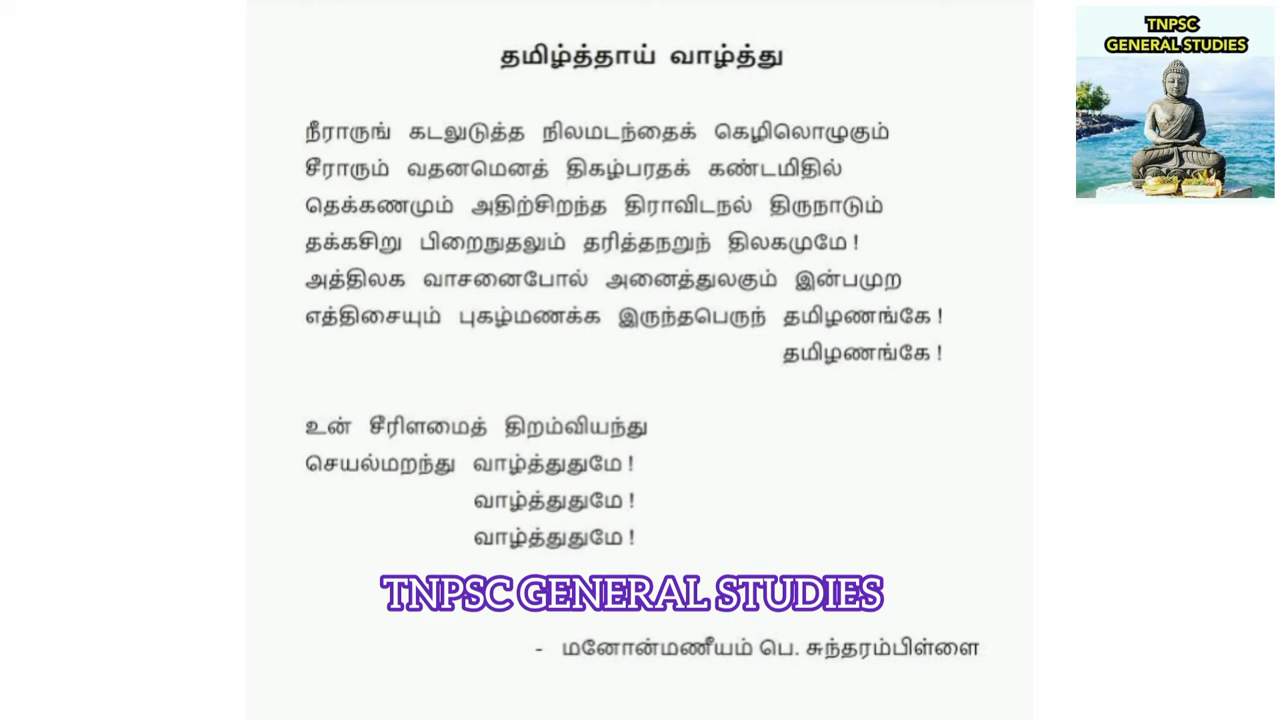 தமிழ்த்தாய் வாழ்த்து
நீராருங் கடலுடுத்த நிலமடந்தைக் கெழிலொழுகும்
சீராரும் வதனமெனத் திகழ்பரதக் கண்டமிதில்
தெக்கணமும் அதிற்சிறந்த திராவிடநல் திருநாடும்
தக்கசிறு பிறைநுதலும் தரித்தநறுந் திலகமுமே!
அத்திலக வாசனைபோல் அனைத்துலகும் இன்பமுற
எத்திசையும் புகழ்மணக்க இருந்தபெருந் தமிழணங்கே!
தமிழணங்கே!
உன் சீரிளமைத் திறம்வியந்து
செயல்மறந்து வாழ்த்துதுமே!
வாழ்த்துதுமே!
வாழ்த்துதுமே!
TNPSC GENERAL STUDIES
- மனோன்மணீயம் பெ. சுந்தரம்பிள்ளை
TNPSC
GENERAL STUDIES